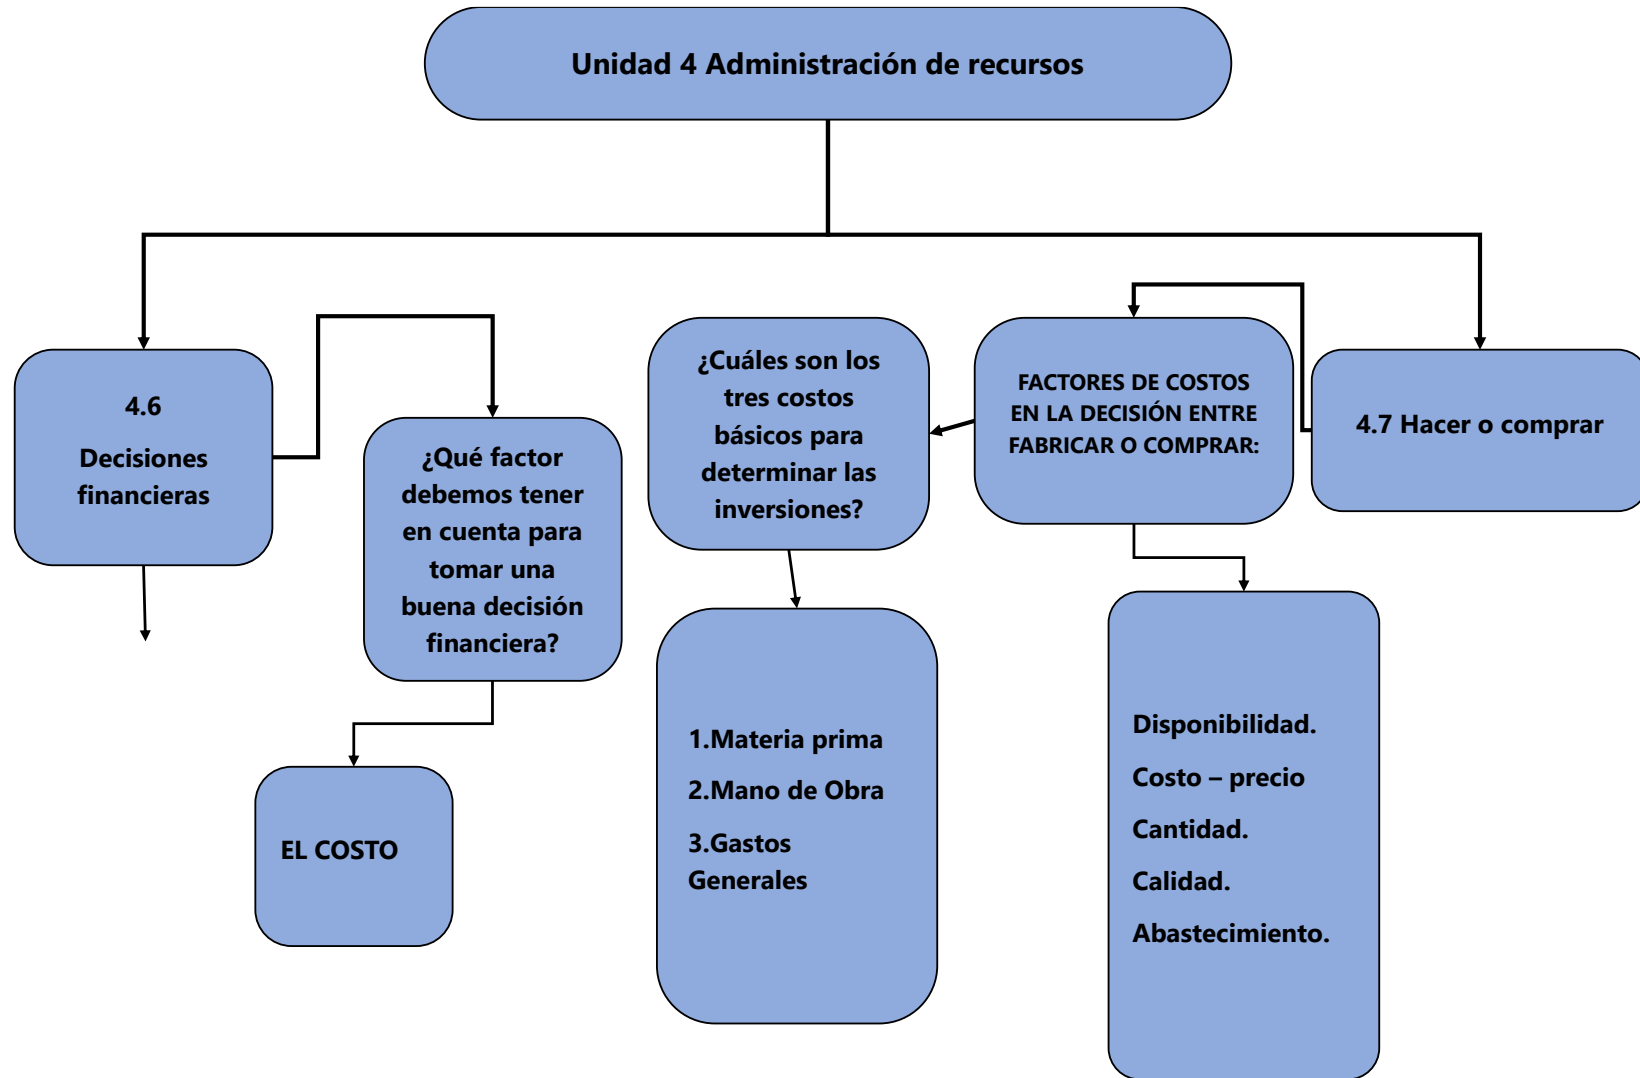 Unidad 4 Administración de recursos
4.6
Decisiones
financieras
¿Qué factor
debemos tener
en cuenta para
tomar una
buena decisión
financiera?
EL COSTO
¿Cuáles son los
tres costos
básicos para
determinar las
inversiones?
1.Materia prima
2.Mano de Obra
3.Gastos
Generales
FACTORES DE COSTOS
EN LA DECISIÓN ENTRE
FABRICAR O COMPRAR:
Disponibilidad.
Costo – precio
Cantidad.
Calidad.
Abastecimiento.
4.7 Hacer o comprar